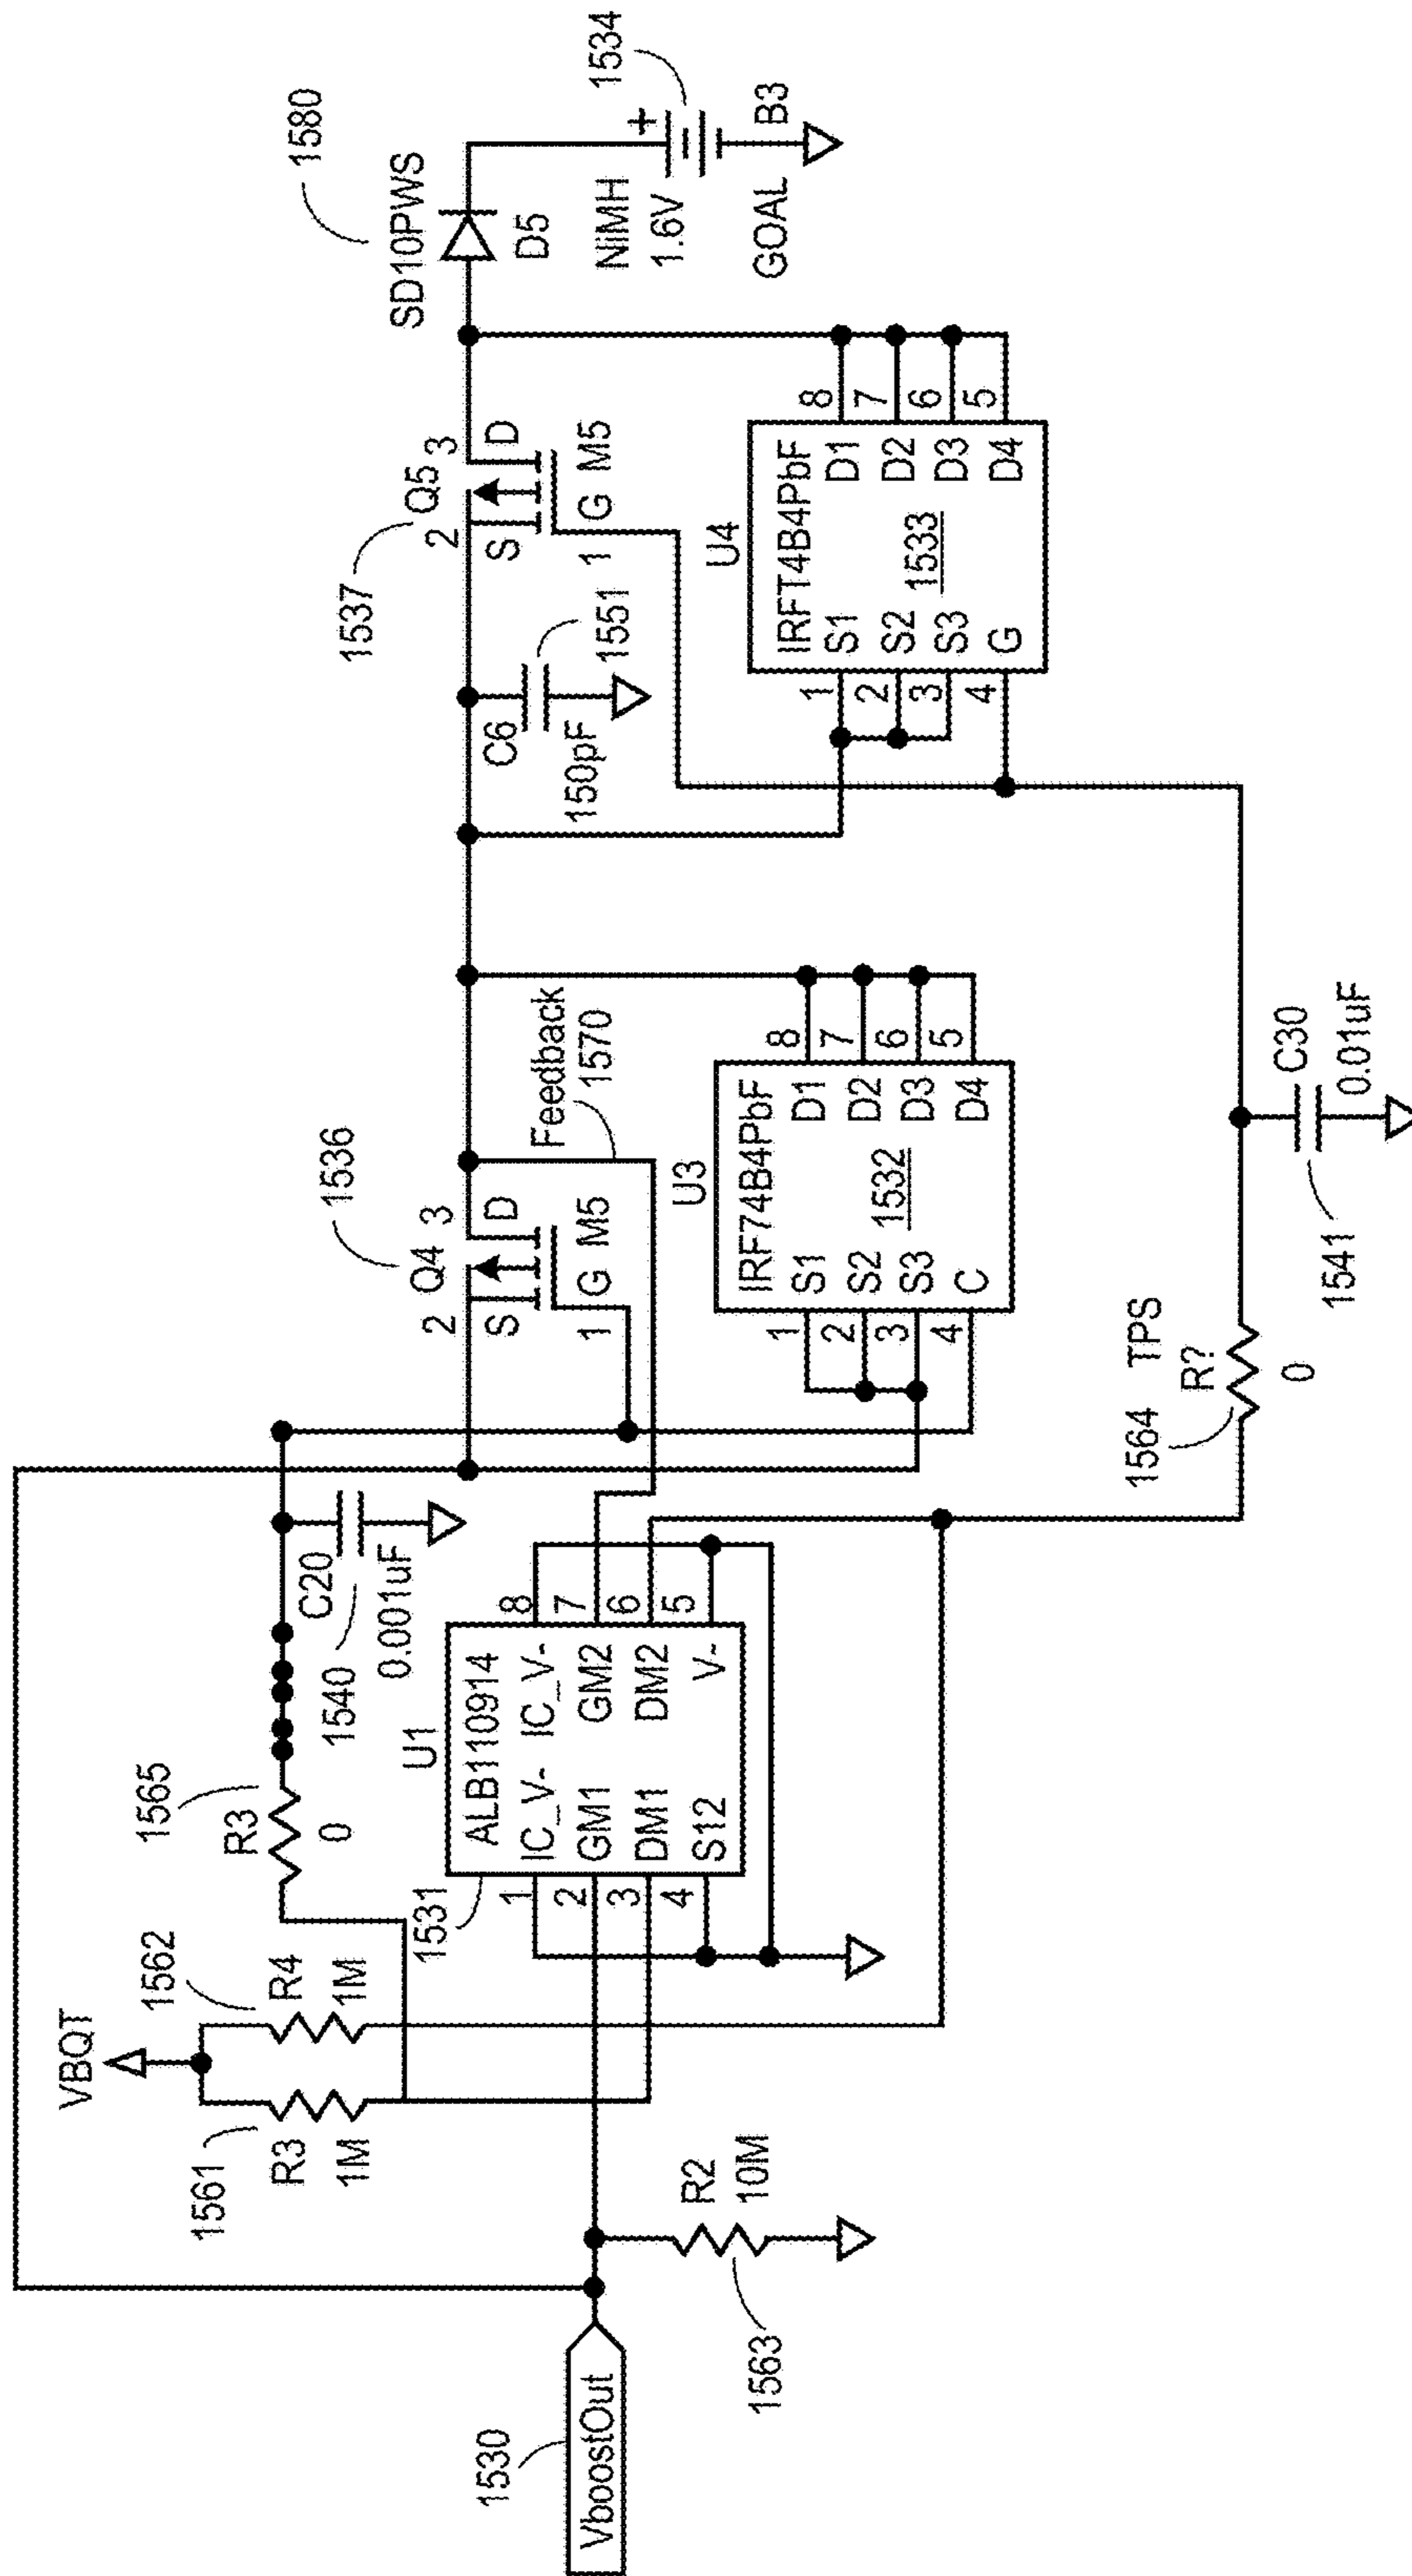 1530
VboostOut
1563
R2
10M
1561
R3
1M
VBQT
1562
R4
1M
1565
R3
0
1531
U1
ALB110914
1 IC_V- IC_V- 8
2 GM1 GM2 7
3 DM1 DM2 6
4 S12 V- 5
1540
C20
0.001uF
1536
Q4
2 3
S D
G M5
1
Feedback
1570
U3
IRF74B4PbF
1 S1 D1 8
2 S2 D2 7
3 S3 D3 6
4 C D4 5
1532
1564
TPS
R?
0
1541
C30
0.01uF
C6
150pF
1551
1537
Q5
2 3
S D
G M5
1
U4
IRFT4B4PbF
1 S1 D1 8
2 S2 D2 7
3 S3 D3 6
4 G D4 5
1533
1580
SD10PWS
D5
1534
NiMH
1.6V
+
GOAL
B3